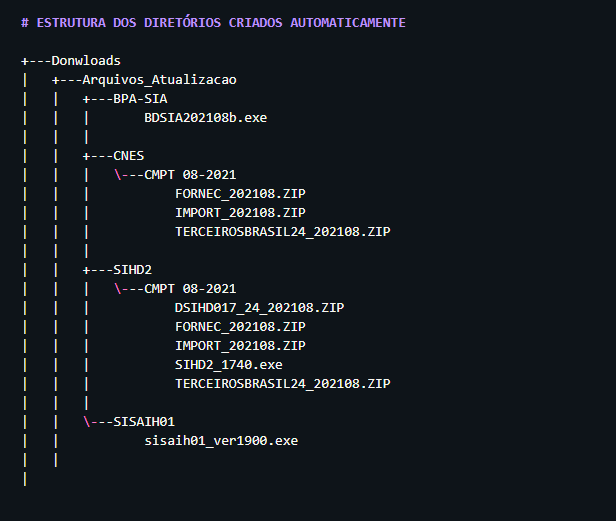 # ESTRUTURA DOS DIRETÓRIOS CRIADOS AUTOMATICAMENTE
+---Donwloads
|   +---Arquivos_Atualizacao
|   |   +---BPA-SIA
|   |   |       BDSIA202108b.exe
|   |   |
|   |   +---CNES
|   |   |   \---CMPT 08-2021
|   |   |           FORNEC_202108.ZIP
|   |   |           IMPORT_202108.ZIP
|   |   |           TERCEIROSBRASIL24_202108.ZIP
|   |   |
|   |   +---SIHD2
|   |   |   \---CMPT 08-2021
|   |   |           DSIHD017_24_202108.ZIP
|   |   |           FORNEC_202108.ZIP
|   |   |           IMPORT_202108.ZIP
|   |   |           SIHD2_1740.exe
|   |   |           TERCEIROSBRASIL24_202108.ZIP
|   |   |
|   |   \---SISAIH01
|   |           sisaih01_ver1900.exe
|   |
|